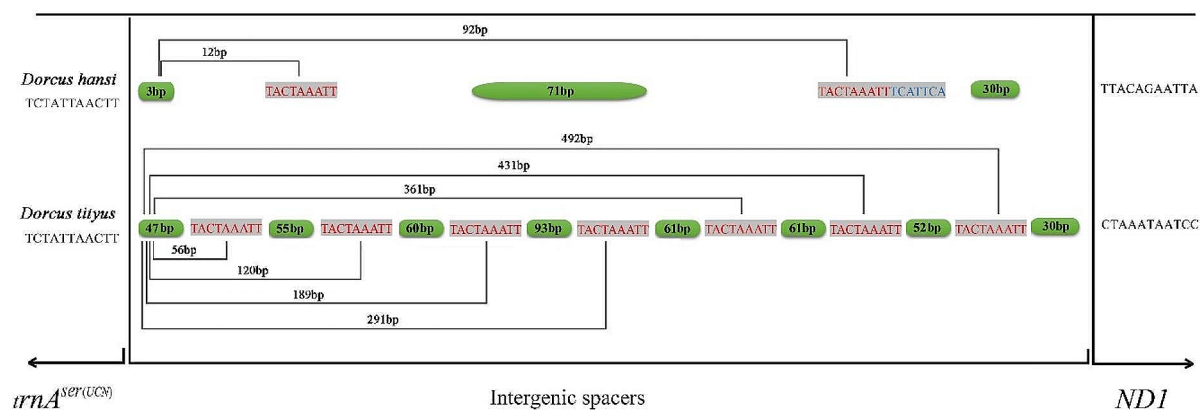 92bp
12bp
Dorcus hansi
3bp TACTAAATT 71bp TACTAAATTTCATTCA 30bp
TCTATTAACTT
TTACAGAATTA
492bp
431bp
361bp
Dorcus tityus
47bp TACTAAATT 55bp TACTAAATT 60bp TACTAAATT 93bp TACTAAATT 61bp TACTAAATT 61bp TACTAAATT 52bp TACTAAATT 30bp
TCTATTAACTT
CTAAATAATCC
56bp
120bp
189bp
291bp
trnA ser(UCN)
Intergenic spacers
ND1